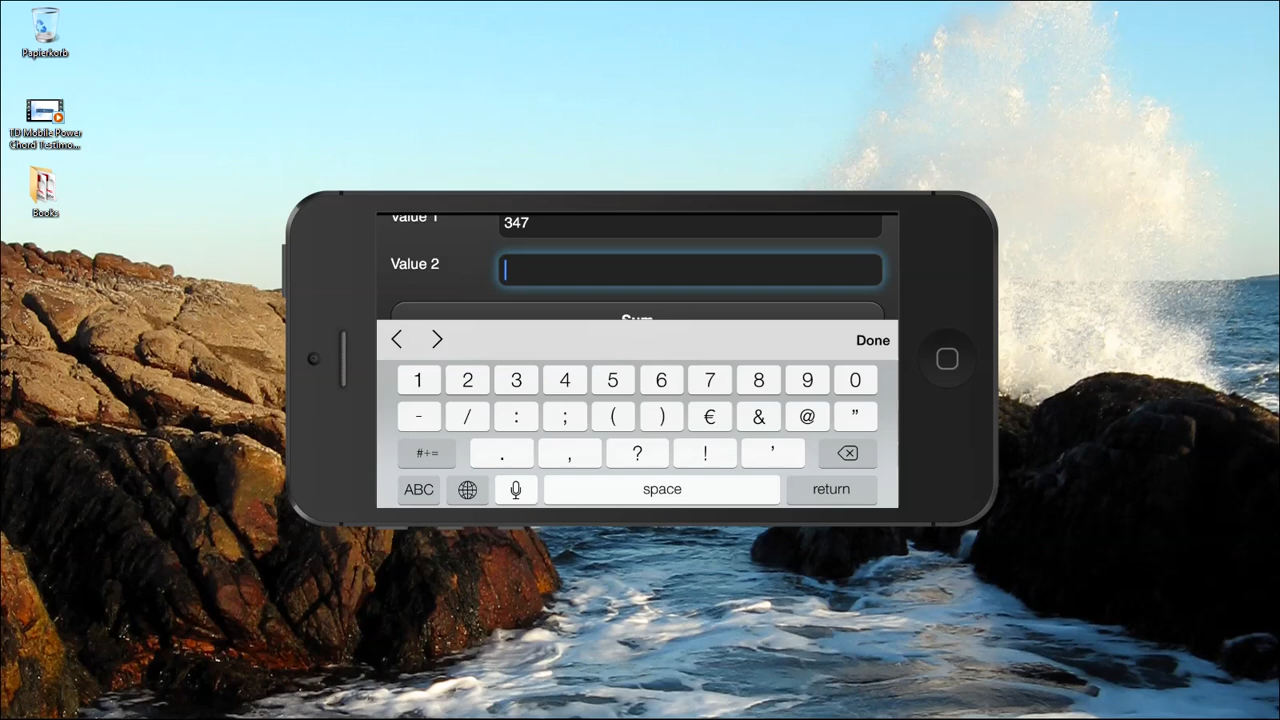 Papierkorb
TD Mobile Power
Chord Testimo...
Books
Value 1
347
Value 2
Sum
Done
1 2 3 4 5 6 7 8 9 0
- / : ; ( ) € & @ ”
#+= . , ? ! ’
ABC space return